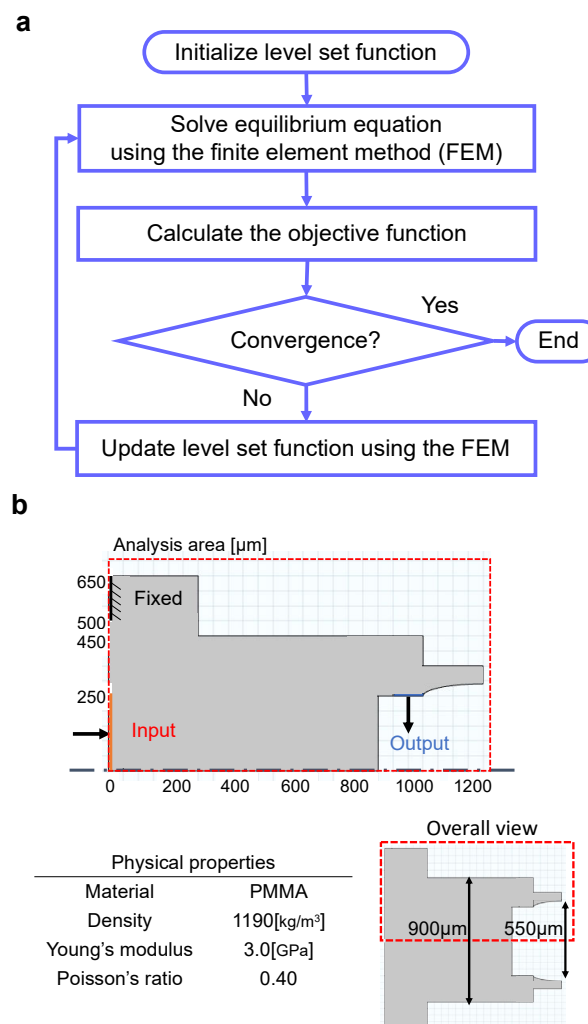 a
Initialize level set function
Solve equilibrium equation
using the finite element method (FEM)
Calculate the objective function
Yes
Convergence?
End
No
Update level set function using the FEM
b
Analysis area [µm]
650
Fixed
500
450
250
Input
Output
0 200 400 600 800 1000 1200
Overall view
Physical properties
Material PMMA
Density 1190[kg/m³]
Young's modulus 3.0[GPa]
Poisson's ratio 0.40
900µm 550µm